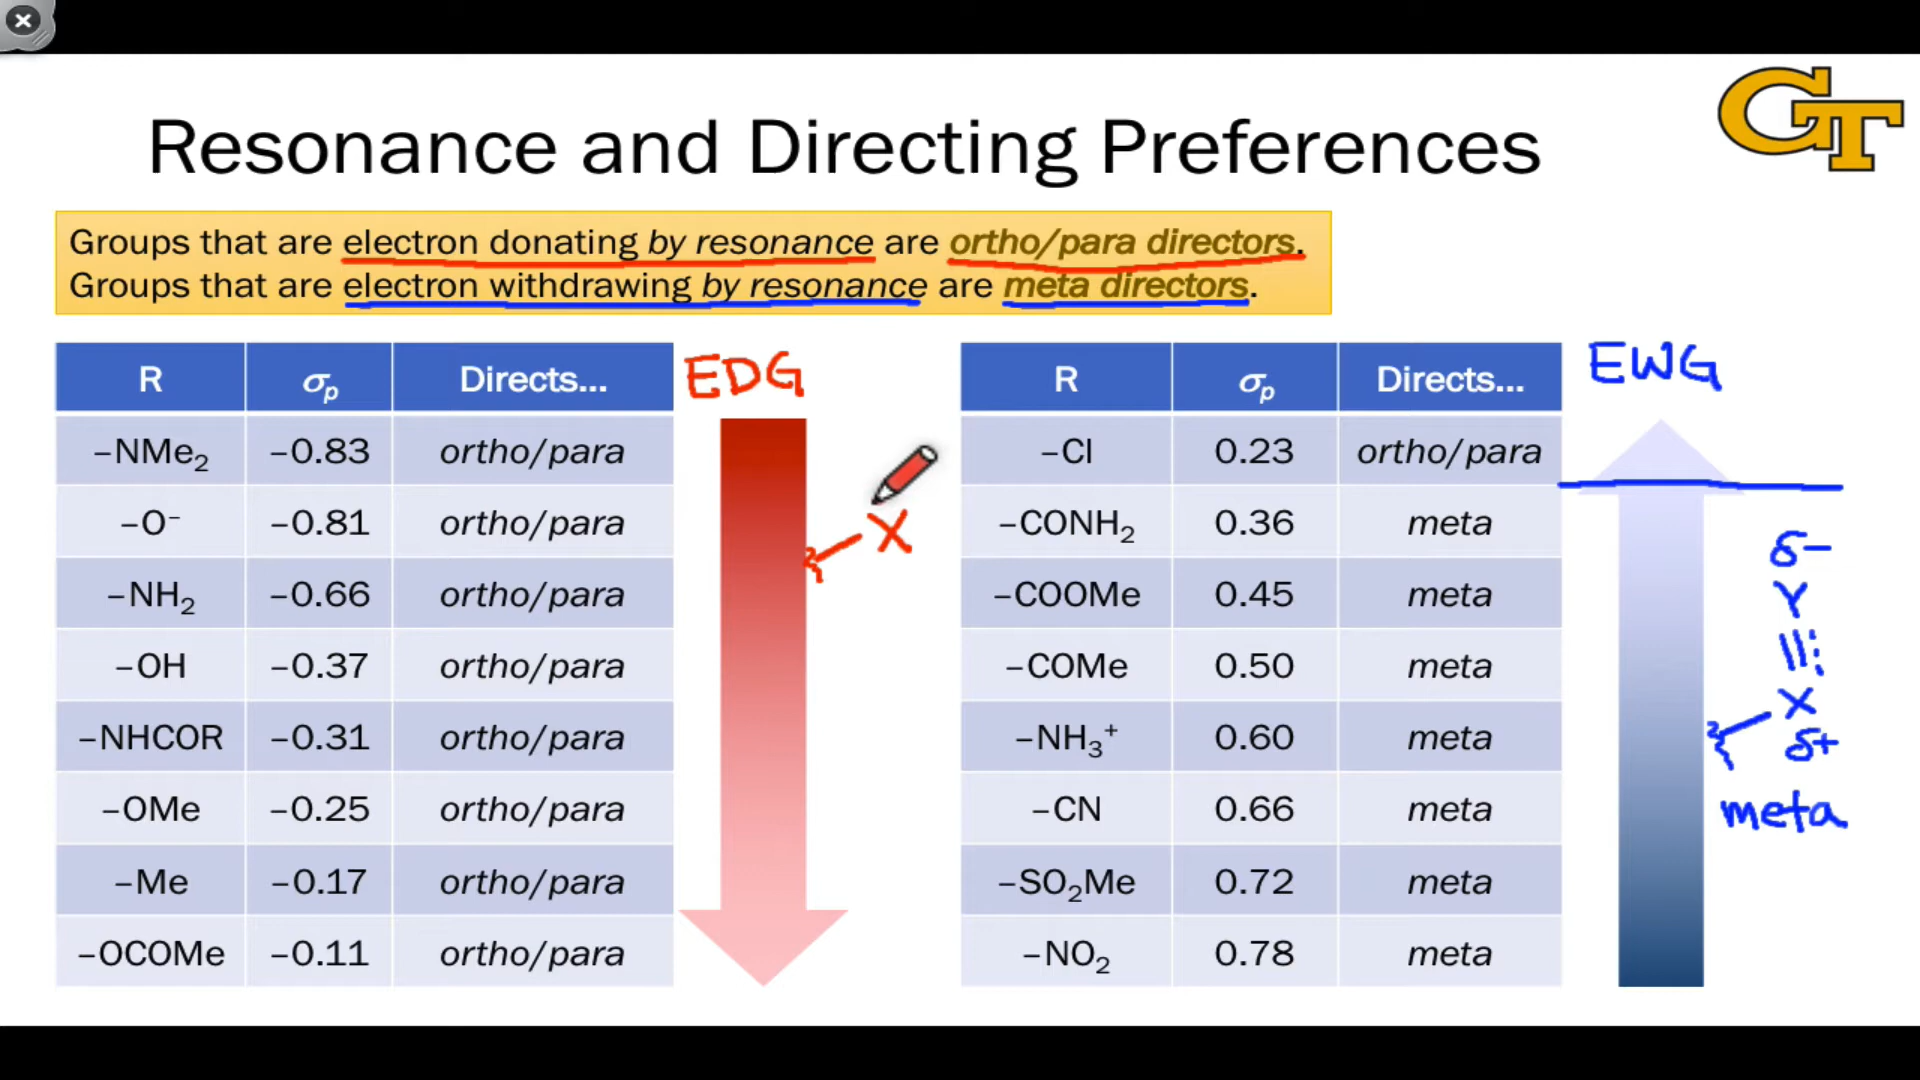 GT
Resonance and Directing Preferences
Groups that are electron donating by resonance are ortho/para directors.
Groups that are electron withdrawing by resonance are meta directors.
R σp Directs...
–NMe₂ –0.83 ortho/para
–O⁻ –0.81 ortho/para
–NH₂ –0.66 ortho/para
–OH –0.37 ortho/para
–NHCOR –0.31 ortho/para
–OMe –0.25 ortho/para
–Me –0.17 ortho/para
–OCOMe –0.11 ortho/para
EDG
X
R σp Directs...
–Cl 0.23 ortho/para
–CONH₂ 0.36 meta
–COOMe 0.45 meta
–COMe 0.50 meta
–NH₃⁺ 0.60 meta
–CN 0.66 meta
–SO₂Me 0.72 meta
–NO₂ 0.78 meta
EWG
δ–
Y
X
δ+
meta